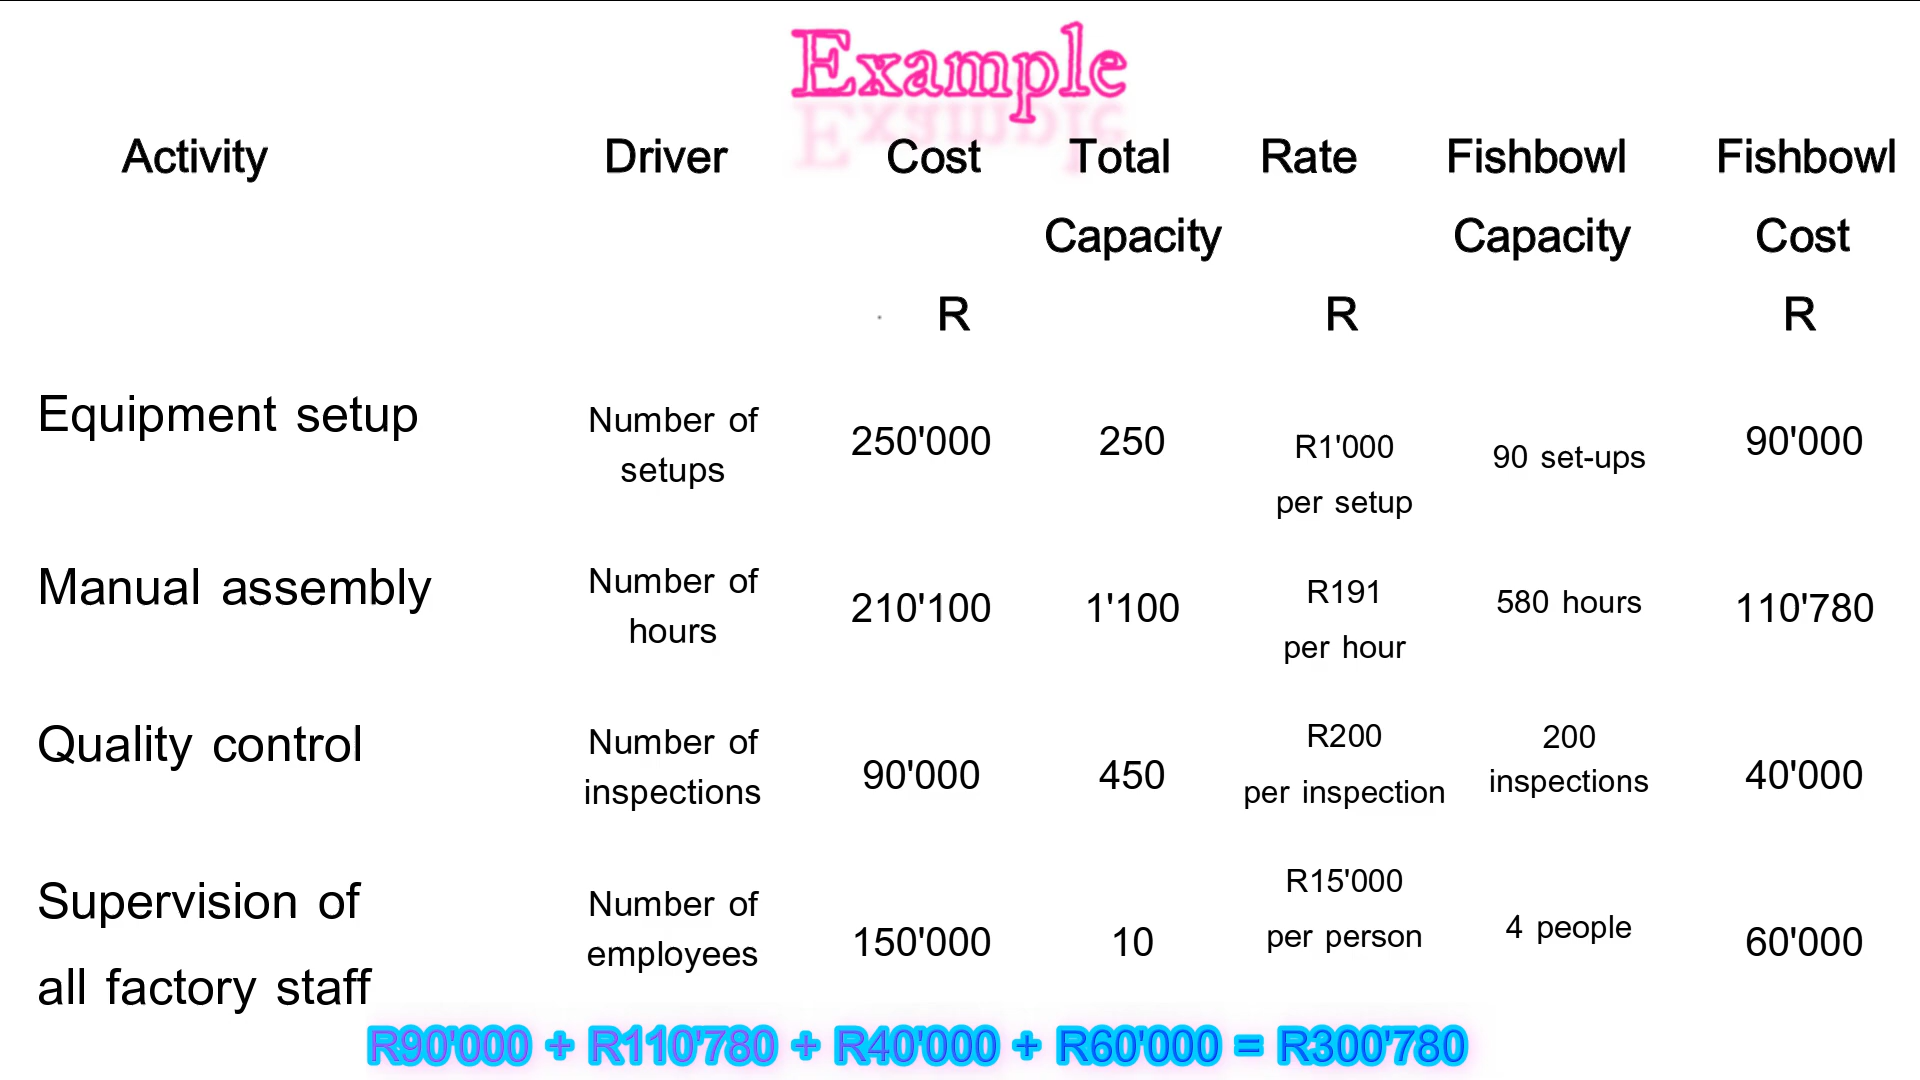 Example
Activity Driver Cost Total Rate Fishbowl Fishbowl
Capacity Capacity Cost
R R R
Equipment setup Number of setups 250'000 250 R1'000 per setup 90 set-ups 90'000
Manual assembly Number of hours 210'100 1'100 R191 per hour 580 hours 110'780
Quality control Number of inspections 90'000 450 R200 per inspection 200 inspections 40'000
Supervision of all factory staff Number of employees 150'000 10 R15'000 per person 4 people 60'000
R90'000 + R110'780 + R40'000 + R60'000 = R300'780